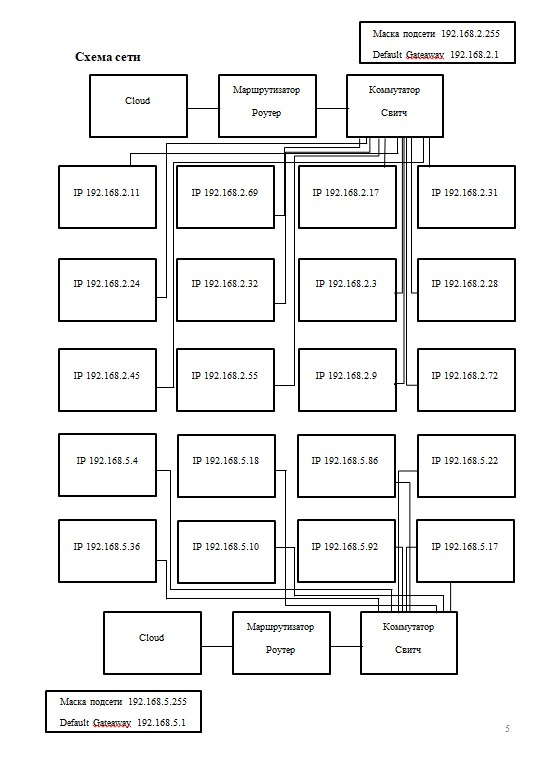 Маска подсети 192.168.2.255
Default Gateaway 192.168.2.1
Схема сети
Cloud
Маршрутизатор
Роутер
Коммутатор
Свитч
IP 192.168.2.11
IP 192.168.2.69
IP 192.168.2.17
IP 192.168.2.31
IP 192.168.2.24
IP 192.168.2.32
IP 192.168.2.3
IP 192.168.2.28
IP 192.168.2.45
IP 192.168.2.55
IP 192.168.2.9
IP 192.168.2.72
IP 192.168.5.4
IP 192.168.5.18
IP 192.168.5.86
IP 192.168.5.22
IP 192.168.5.36
IP 192.168.5.10
IP 192.168.5.92
IP 192.168.5.17
Cloud
Маршрутизатор
Роутер
Коммутатор
Свитч
Маска подсети 192.168.5.255
Default Gateaway 192.168.5.1
5